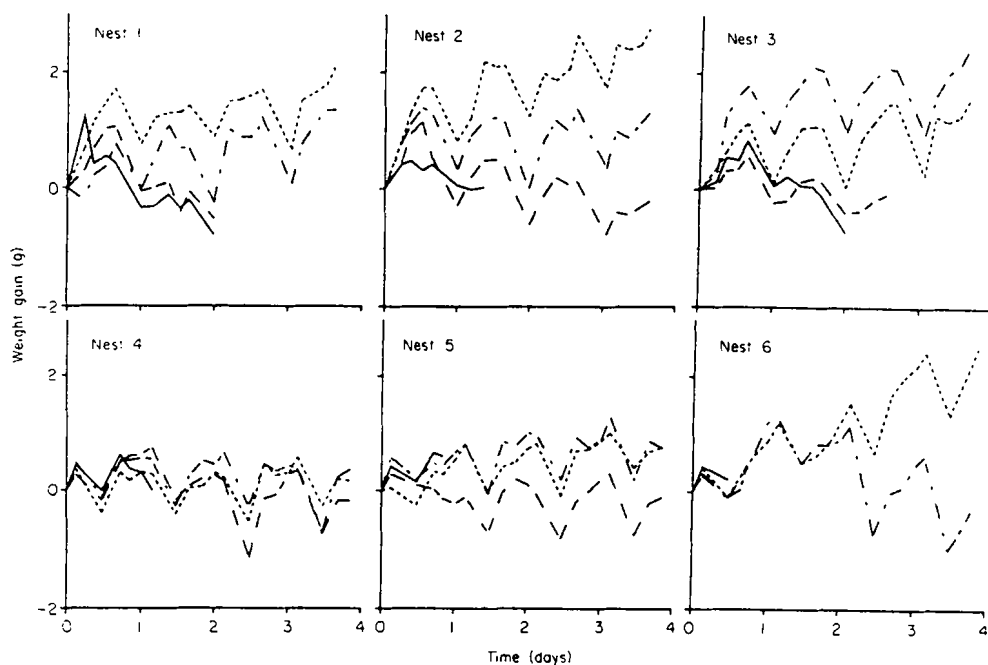 Nest 1
Nest 2
Nest 3
2
0
-2
Nest 4
Nest 5
Nest 6
2
0
-2
0 1 2 3 4
0 1 2 3 4
0 1 2 3 4
Weight gain (g)
Time (days)